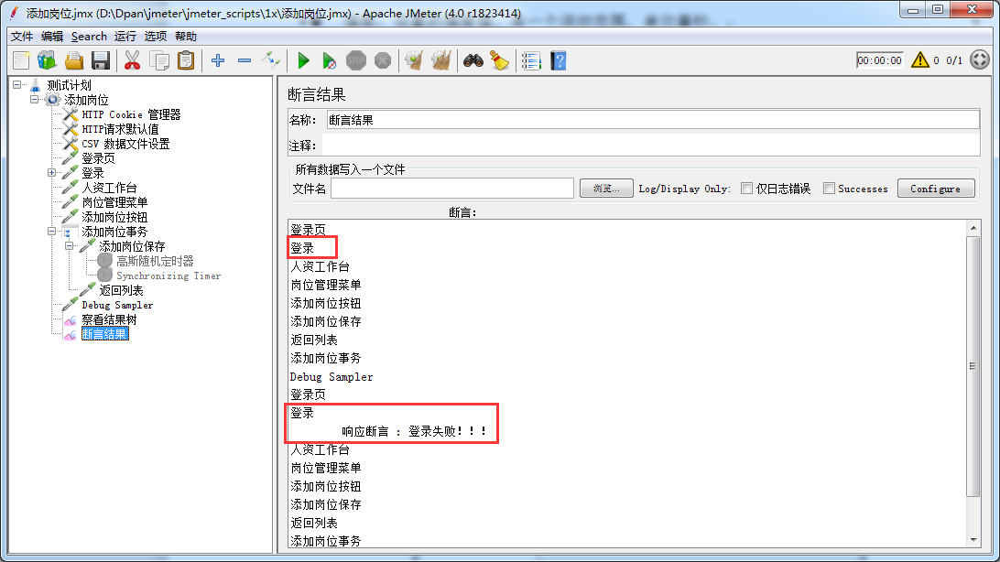 添加岗位.jmx (D:\Dpan\jmeter\jmeter_scripts\1x\添加岗位.jmx) - Apache JMeter (4.0 r1823414)
文件 编辑 Search 运行 选项 帮助
STOP
00:00:00 0 0/1
测试计划
添加岗位
HTTP Cookie 管理器
HTTP请求默认值
CSV 数据文件设置
登录页
登录
人资工作台
岗位管理菜单
添加岗位按钮
添加岗位事务
添加岗位保存
高斯随机定时器
Synchronizing Timer
返回列表
Debug Sampler
察看结果树
断言结果
断言结果
名称： 断言结果
注释：
所有数据写入一个文件
文件名 浏览... Log/Display Only: 仅日志错误 Successes Configure
断言：
登录页
登录
人资工作台
岗位管理菜单
添加岗位按钮
添加岗位保存
返回列表
添加岗位事务
Debug Sampler
登录页
登录
响应断言 ： 登录失败！！！
人资工作台
岗位管理菜单
添加岗位按钮
添加岗位保存
返回列表
添加岗位事务